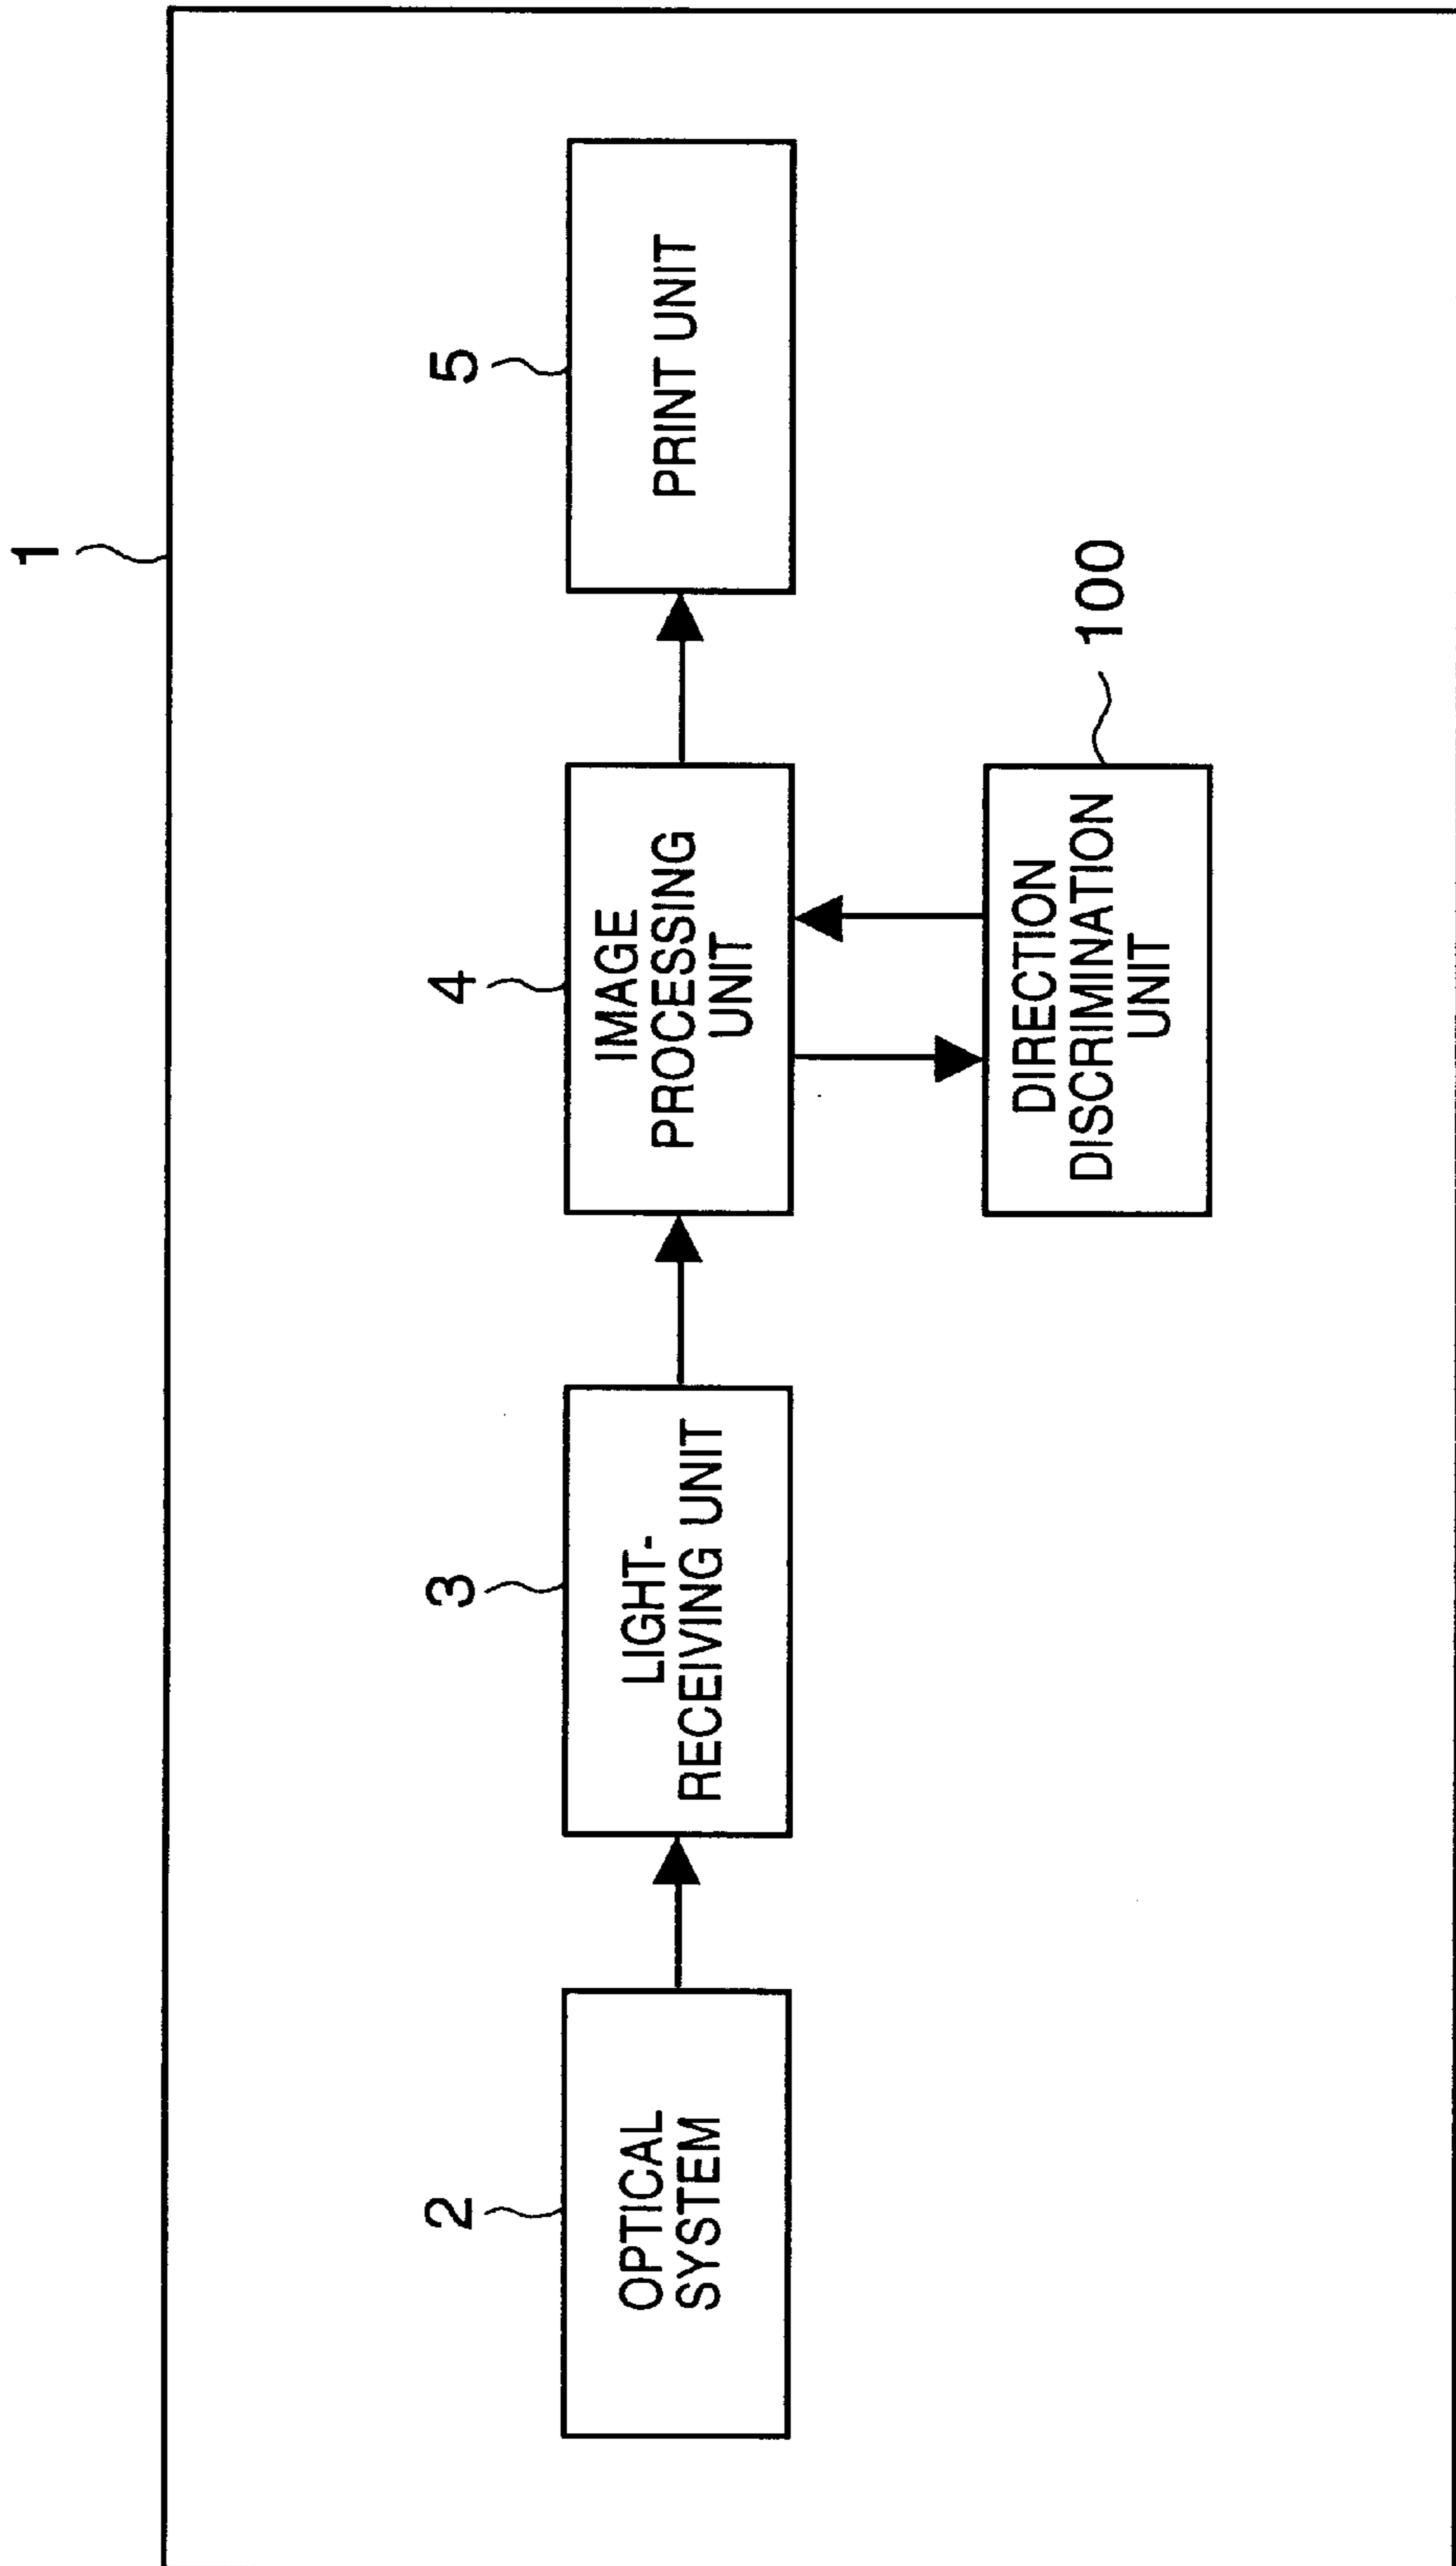 1
2
OPTICAL
SYSTEM
3
LIGHT-
RECEIVING UNIT
4
IMAGE
PROCESSING
UNIT
5
PRINT UNIT
DIRECTION
DISCRIMINATION
UNIT
100